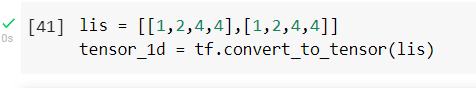 [41] lis = [[1,2,4,4],[1,2,4,4]]
0s tensor_1d = tf.convert_to_tensor(lis)